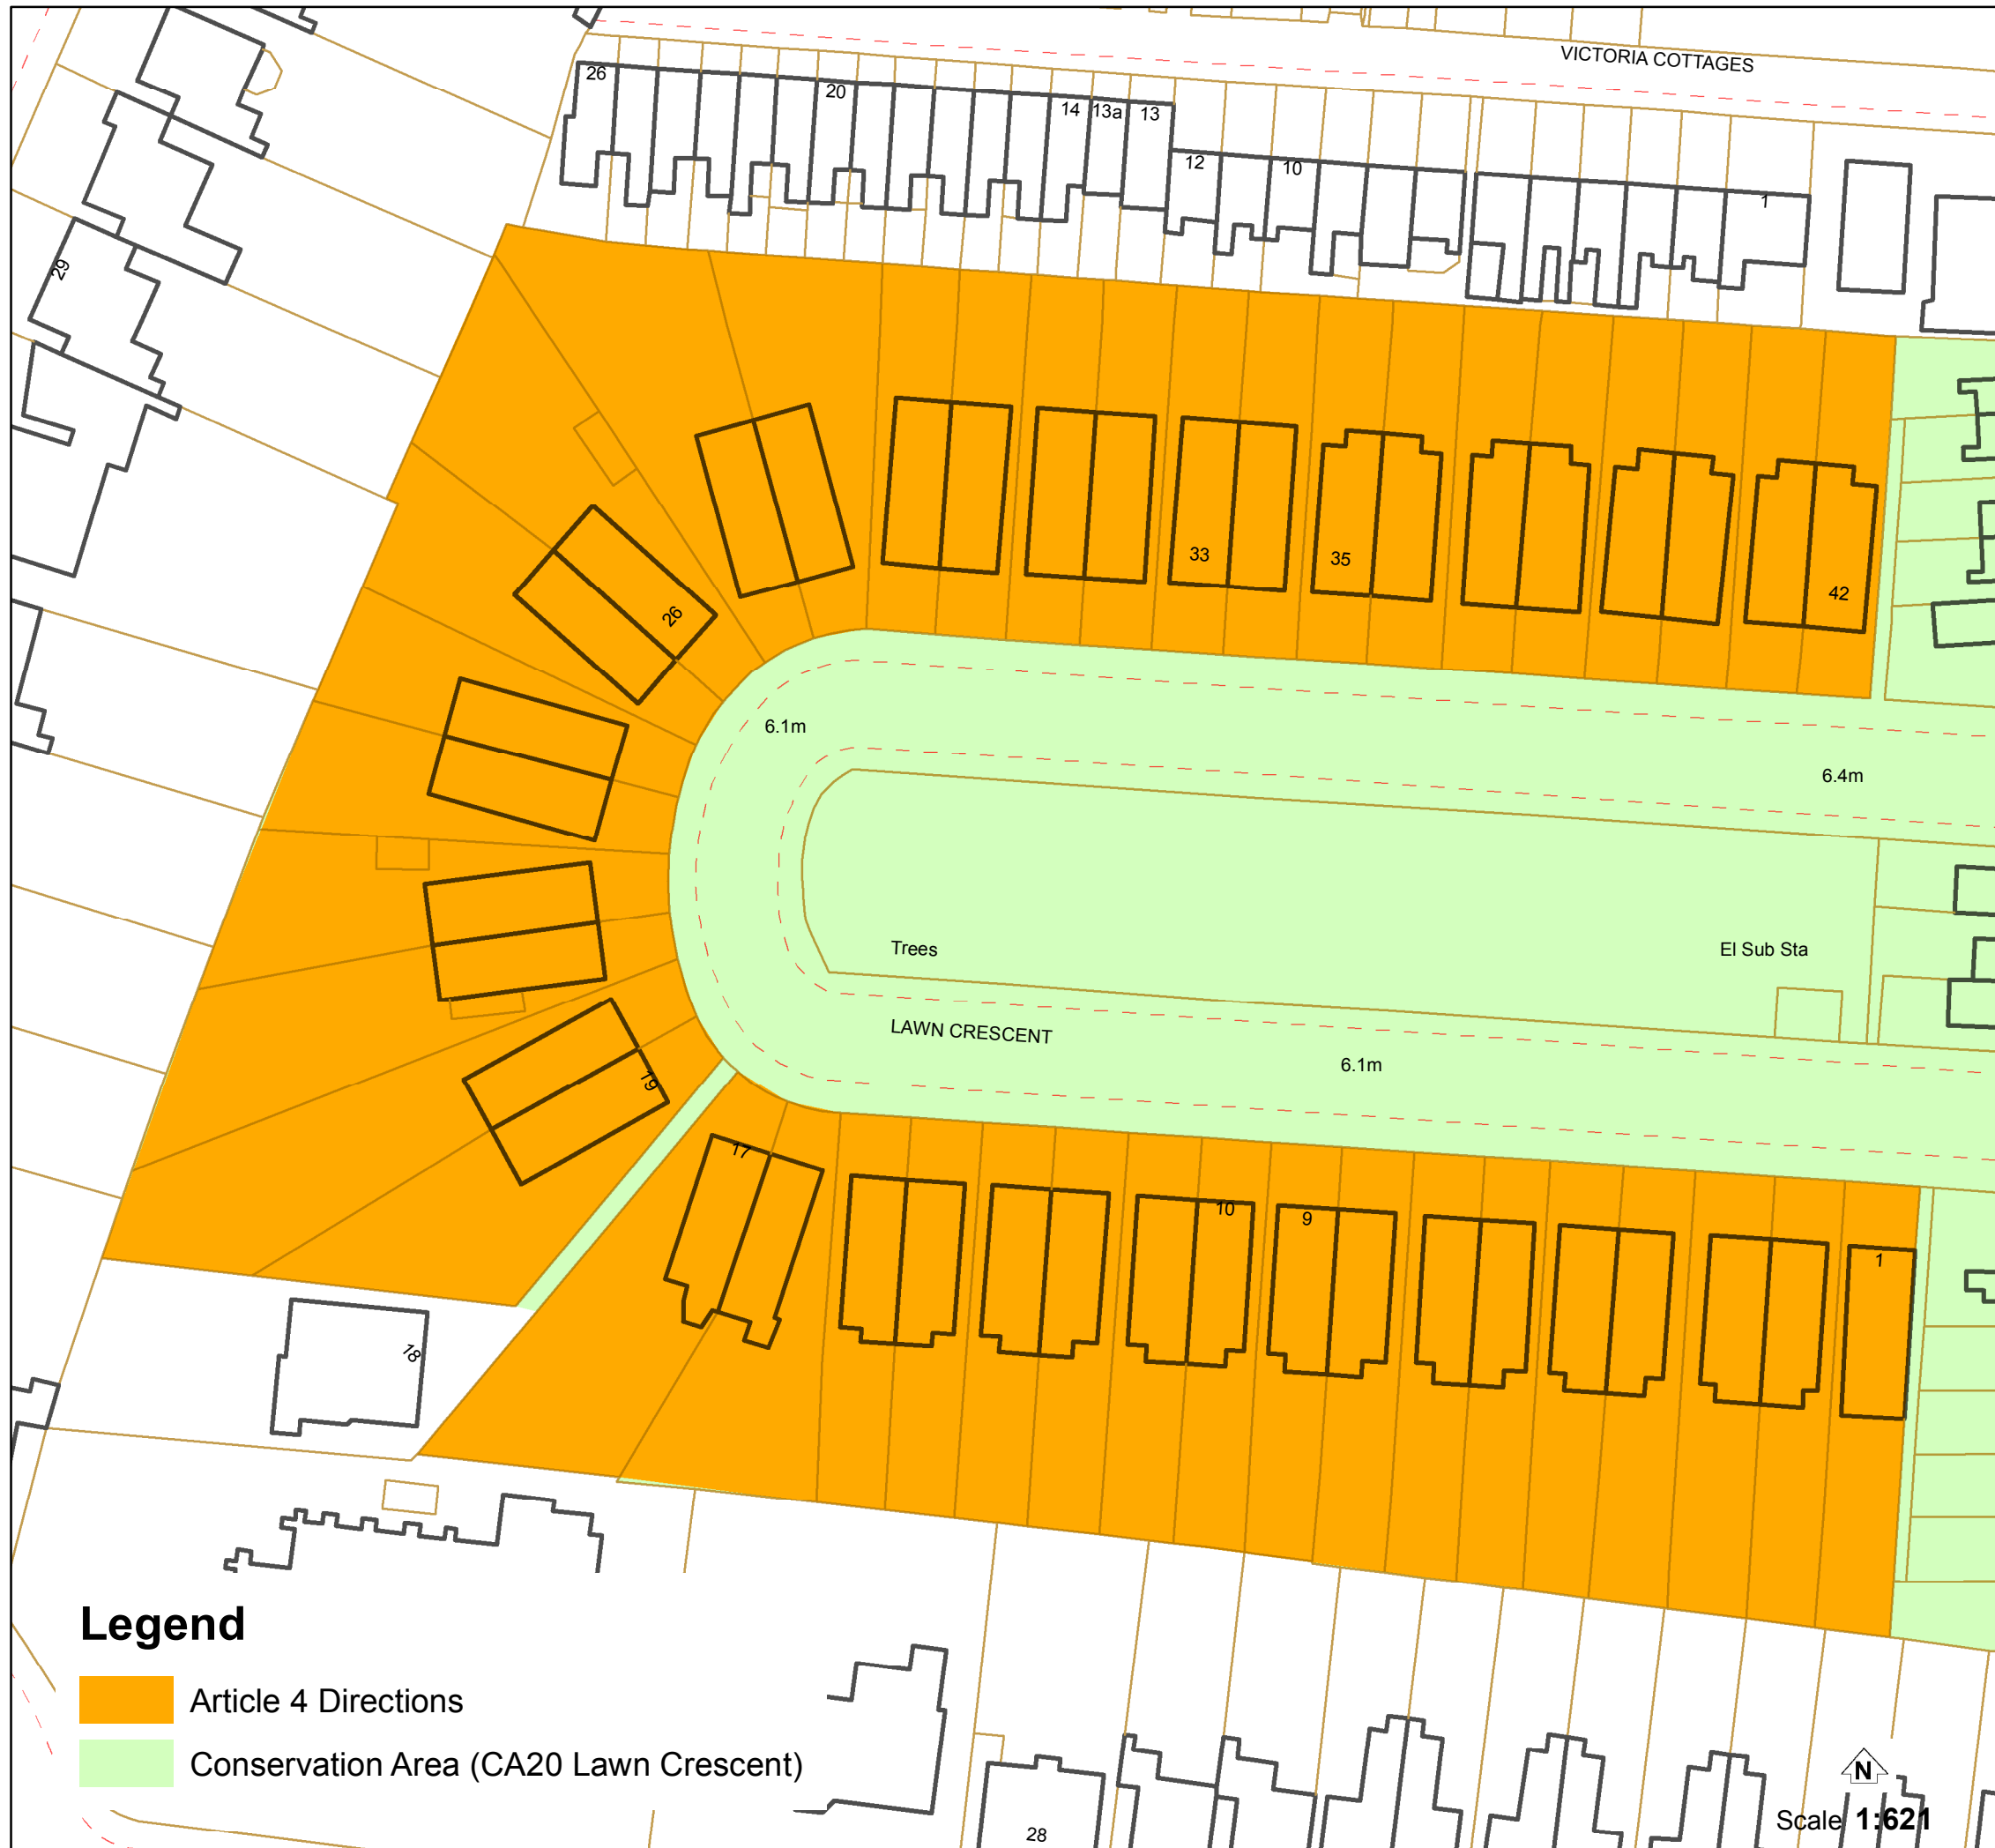 VICTORIA COTTAGES
26
20
14
13a
13
12
10
1
29
33
35
42
26
6.1m
6.4m
Trees
El Sub Sta
LAWN CRESCENT
6.1m
19
17
10
9
1
18
Legend
Article 4 Directions
Conservation Area (CA20 Lawn Crescent)
N
Scale 1:621
28